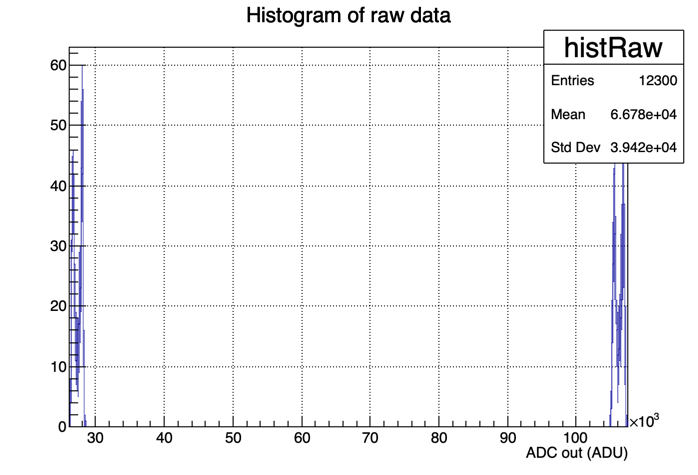 Histogram of raw data
histRaw
Entries 12300
Mean 6.678e+04
Std Dev 3.942e+04
60
50
40
30
20
10
0
30 40 50 60 70 80 90 100
×10³
ADC out (ADU)